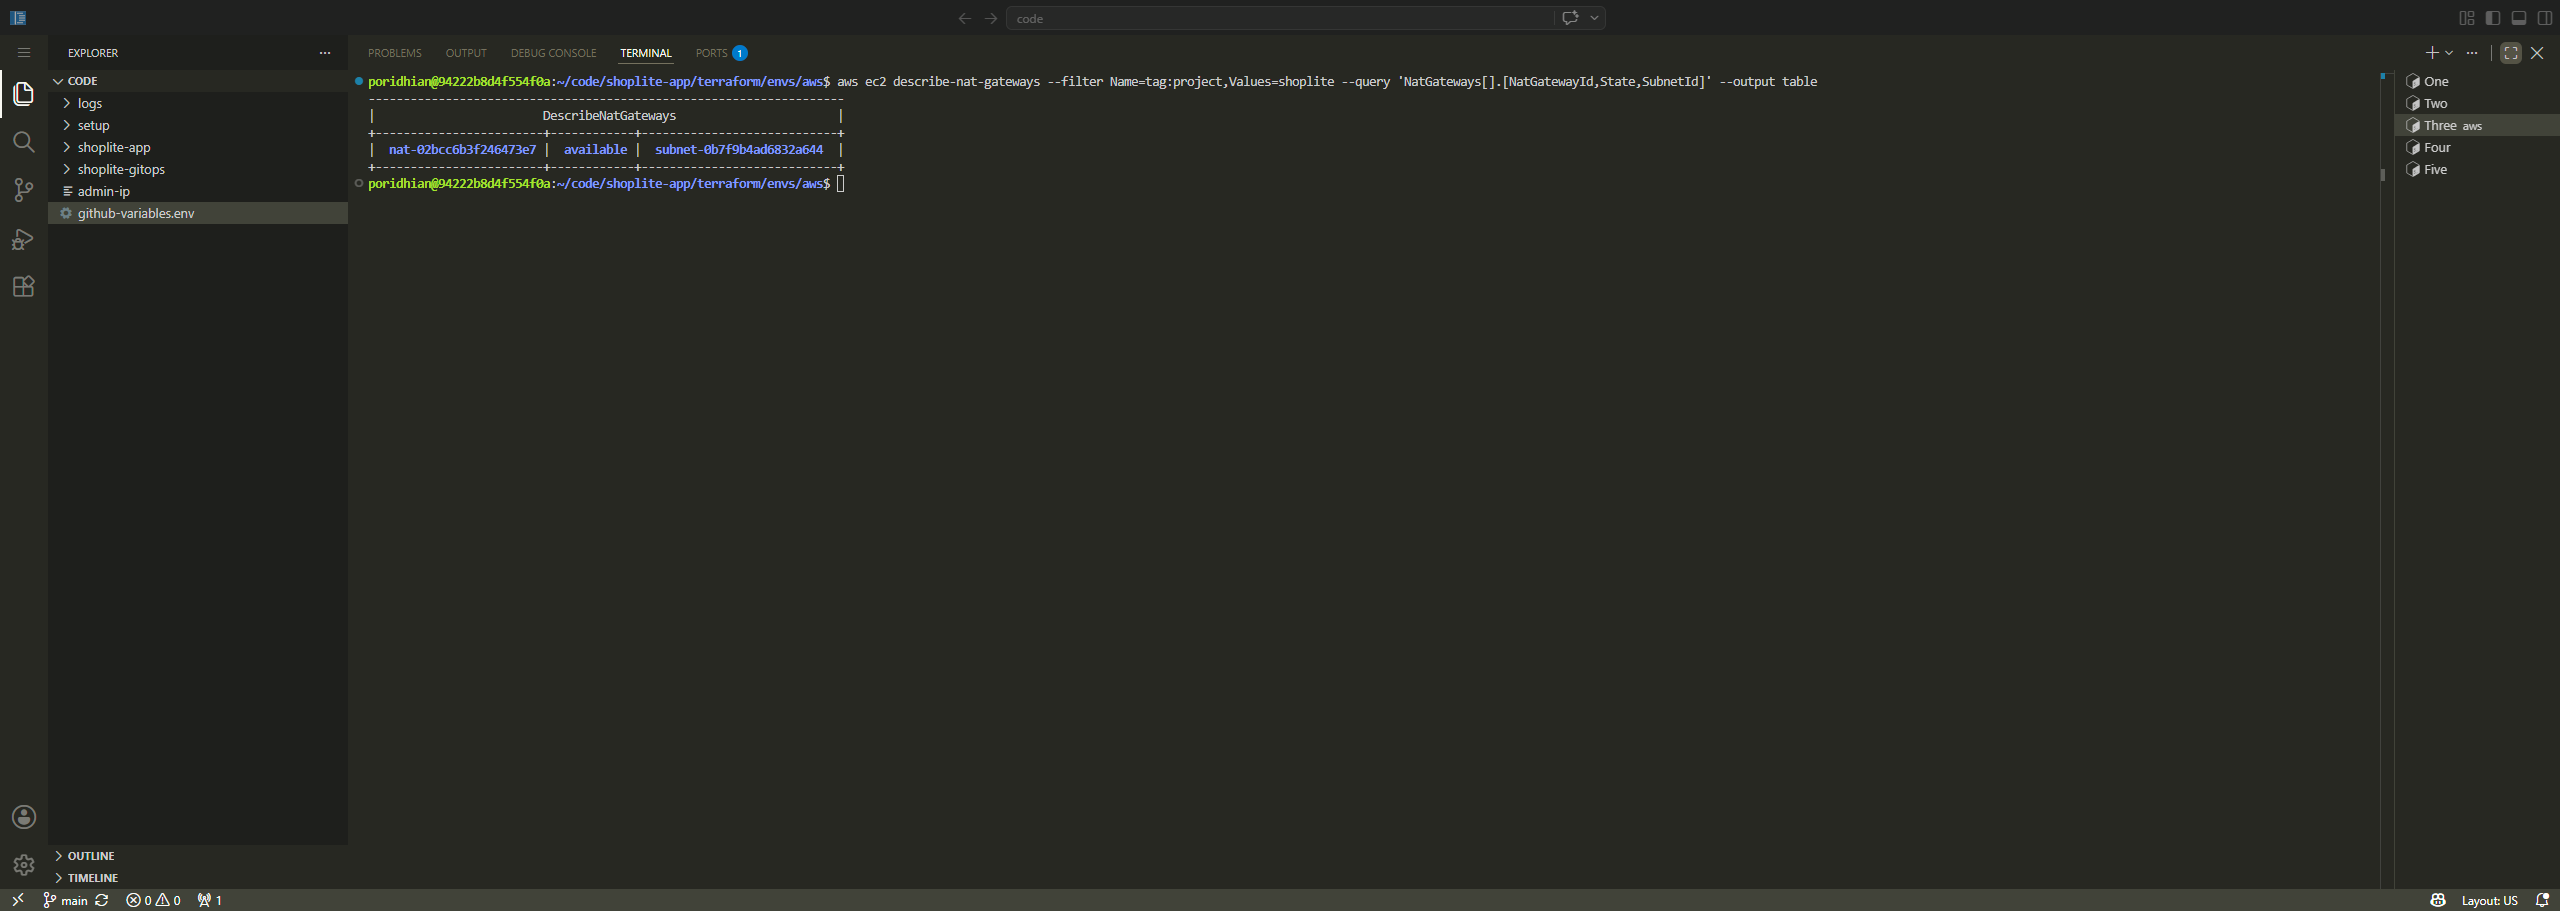 code
EXPLORER
CODE
logs
setup
shoplite-app
shoplite-gitops
admin-ip
github-variables.env
OUTLINE
TIMELINE
PROBLEMS OUTPUT DEBUG CONSOLE TERMINAL PORTS 1
poridhian@94222b8d4f554f0a:~/code/shoplite-app/terraform/envs/aws$ aws ec2 describe-nat-gateways --filter Name=tag:project,Values=shoplite --query 'NatGateways[].[NatGatewayId,State,SubnetId]' --output table
--------------------------------------------------------------------
| DescribeNatGateways |
+------------------------+------------+----------------------------+
| nat-02bcc6b3f246473e7 | available | subnet-0b7f9b4ad6832a644 |
+------------------------+------------+----------------------------+
poridhian@94222b8d4f554f0a:~/code/shoplite-app/terraform/envs/aws$
One
Two
Three aws
Four
Five
main 0 0 1 Layout: US